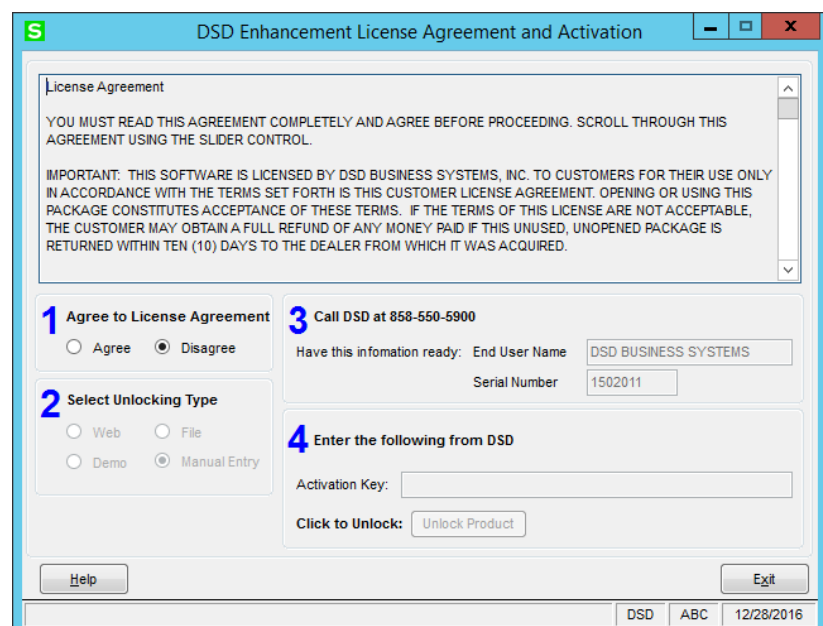 S
DSD Enhancement License Agreement and Activation
License Agreement
YOU MUST READ THIS AGREEMENT COMPLETELY AND AGREE BEFORE PROCEEDING. SCROLL THROUGH THIS
AGREEMENT USING THE SLIDER CONTROL.
IMPORTANT: THIS SOFTWARE IS LICENSED BY DSD BUSINESS SYSTEMS, INC. TO CUSTOMERS FOR THEIR USE ONLY
IN ACCORDANCE WITH THE TERMS SET FORTH IS THIS CUSTOMER LICENSE AGREEMENT. OPENING OR USING THIS
PACKAGE CONSTITUTES ACCEPTANCE OF THESE TERMS. IF THE TERMS OF THIS LICENSE ARE NOT ACCEPTABLE,
THE CUSTOMER MAY OBTAIN A FULL REFUND OF ANY MONEY PAID IF THIS UNUSED, UNOPENED PACKAGE IS
RETURNED WITHIN TEN (10) DAYS TO THE DEALER FROM WHICH IT WAS ACQUIRED.
1 Agree to License Agreement
Agree Disagree
2 Select Unlocking Type
Web File
Demo Manual Entry
3 Call DSD at 858-550-5900
Have this infomation ready: End User Name DSD BUSINESS SYSTEMS
Serial Number 1502011
4 Enter the following from DSD
Activation Key:
Click to Unlock: Unlock Product
Help Exit
DSD ABC 12/28/2016